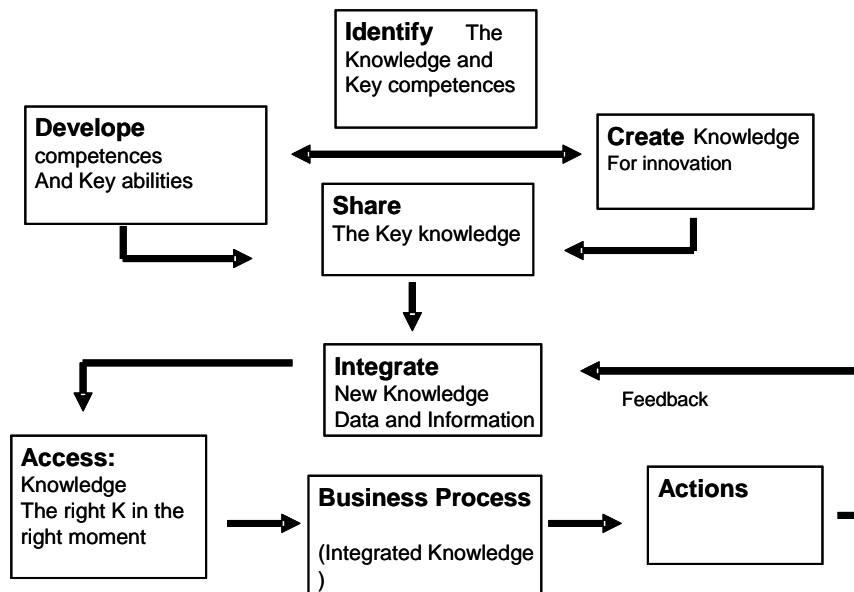 Identify The
Knowledge and
Key competences
Develope
competences
And Key abilities
Create Knowledge
For innovation
Share
The Key knowledge
Integrate
New Knowledge
Data and Information
Feedback
Access:
Knowledge
The right K in the
right moment
Business Process
(Integrated Knowledge
)
Actions